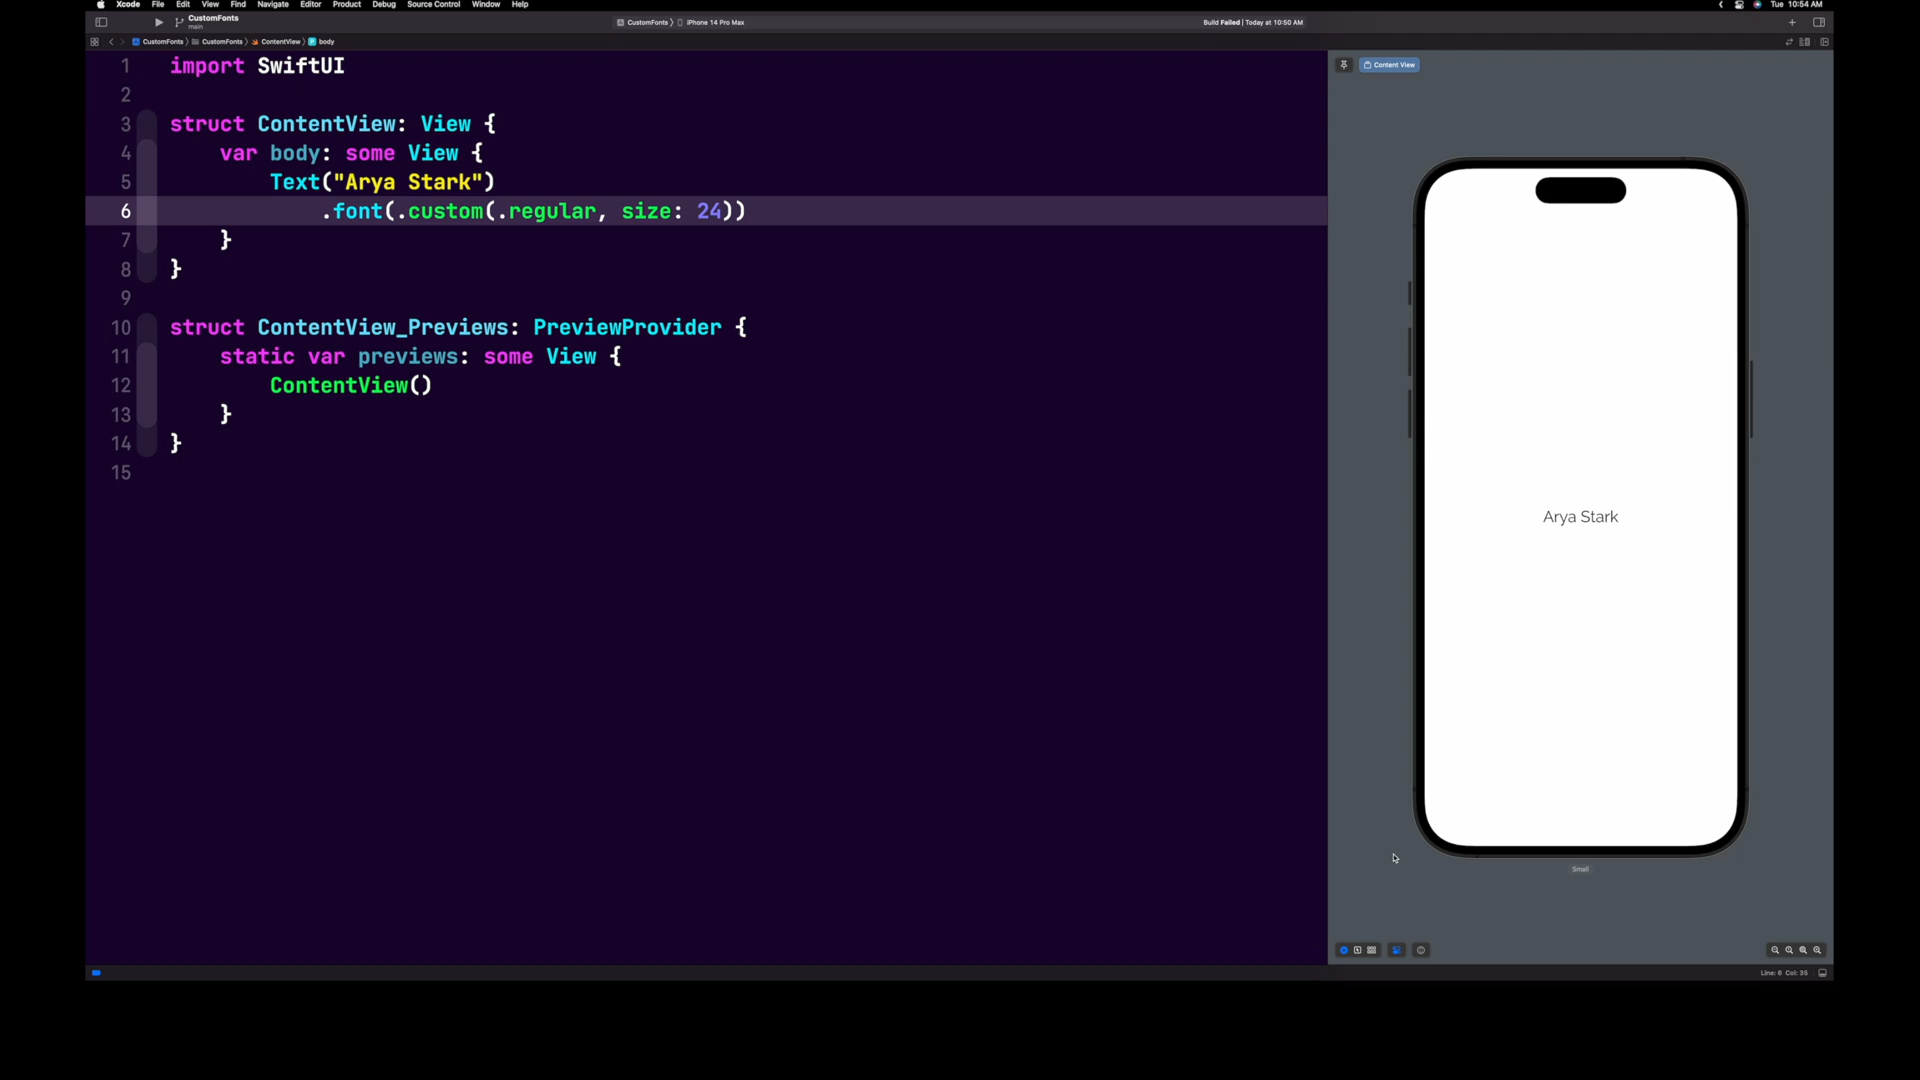 Xcode File Edit View Find Navigate Editor Product Debug Source Control Window Help Tue 10:54 AM
CustomFonts
main
CustomFonts iPhone 14 Pro Max
Build Failed | Today at 10:50 AM
CustomFonts CustomFonts ContentView body
1 import SwiftUI
2
3 struct ContentView: View {
4 var body: some View {
5 Text("Arya Stark")
6 .font(.custom(.regular, size: 24))
7 }
8 }
9
10 struct ContentView_Previews: PreviewProvider {
11 static var previews: some View {
12 ContentView()
13 }
14 }
15
Content View
Arya Stark
Small
Line: 6 Col: 35